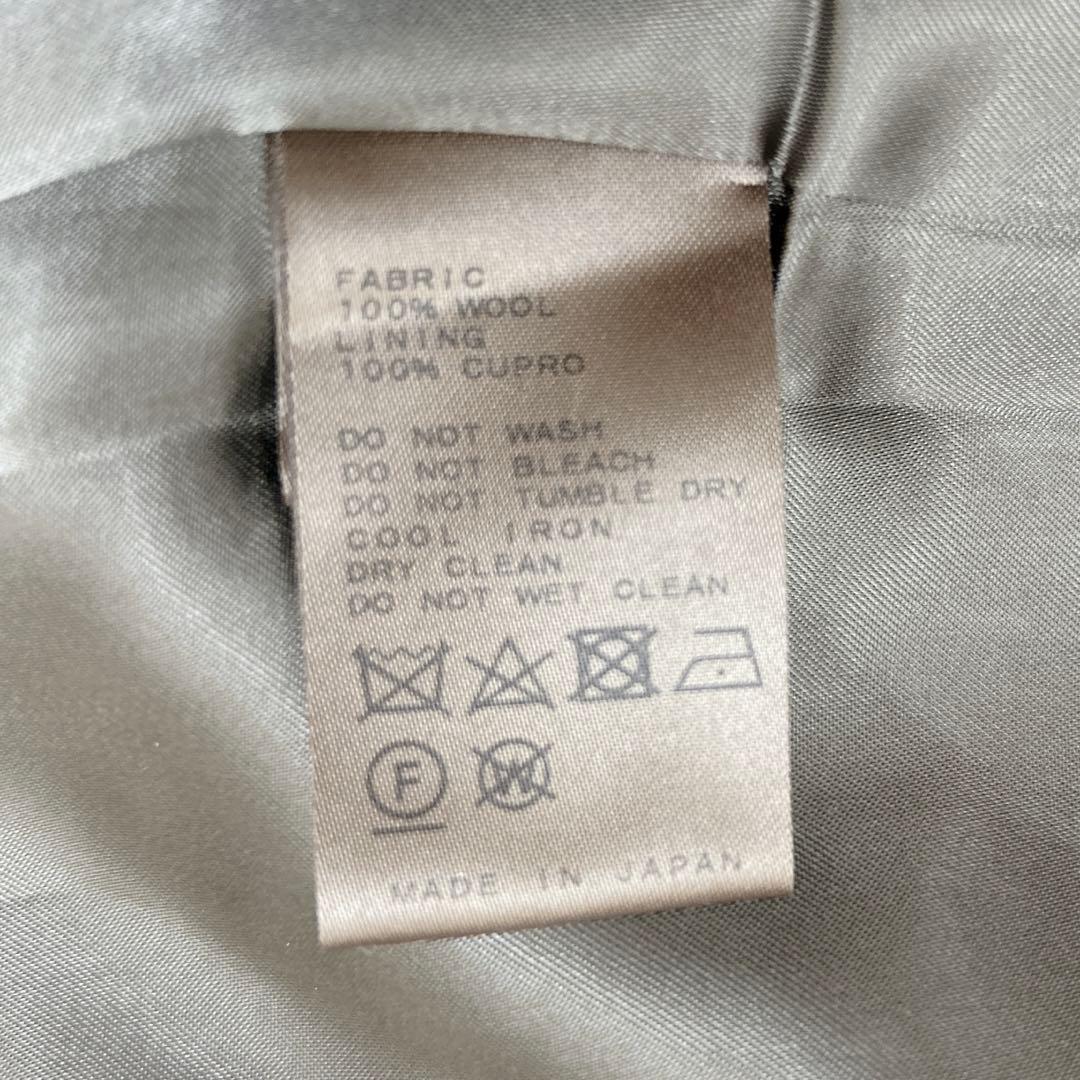 FABRIC
100% WOOL
LINING
100% CUPRO
DO NOT WASH
DO NOT BLEACH
DO NOT TUMBLE DRY
COOL IRON
DRY CLEAN
DO NOT WET CLEAN
F W
MADE IN JAPAN